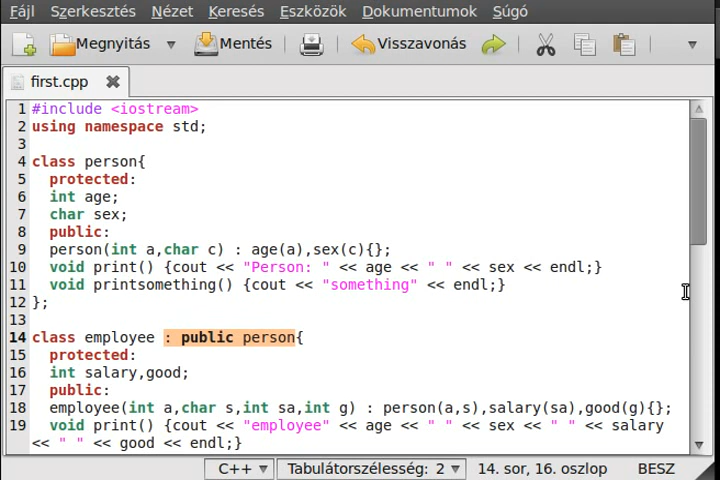 Fájl Szerkesztés Nézet Keresés Eszközök Dokumentumok Súgó
Megnyitás Mentés Visszavonás
first.cpp
1 #include <iostream>
2 using namespace std;
3
4 class person{
5 protected:
6 int age;
7 char sex;
8 public:
9 person(int a,char c) : age(a),sex(c){};
10 void print() {cout << "Person: " << age << " " << sex << endl;}
11 void printsomething() {cout << "something" << endl;}
12 };
13
14 class employee : public person{
15 protected:
16 int salary,good;
17 public:
18 employee(int a,char s,int sa,int g) : person(a,s),salary(sa),good(g){};
19 void print() {cout << "employee" << age << " " << sex << " " << salary
<< " " << good << endl;}
C++ Tabulátorszélesség: 2 14. sor, 16. oszlop BESZ